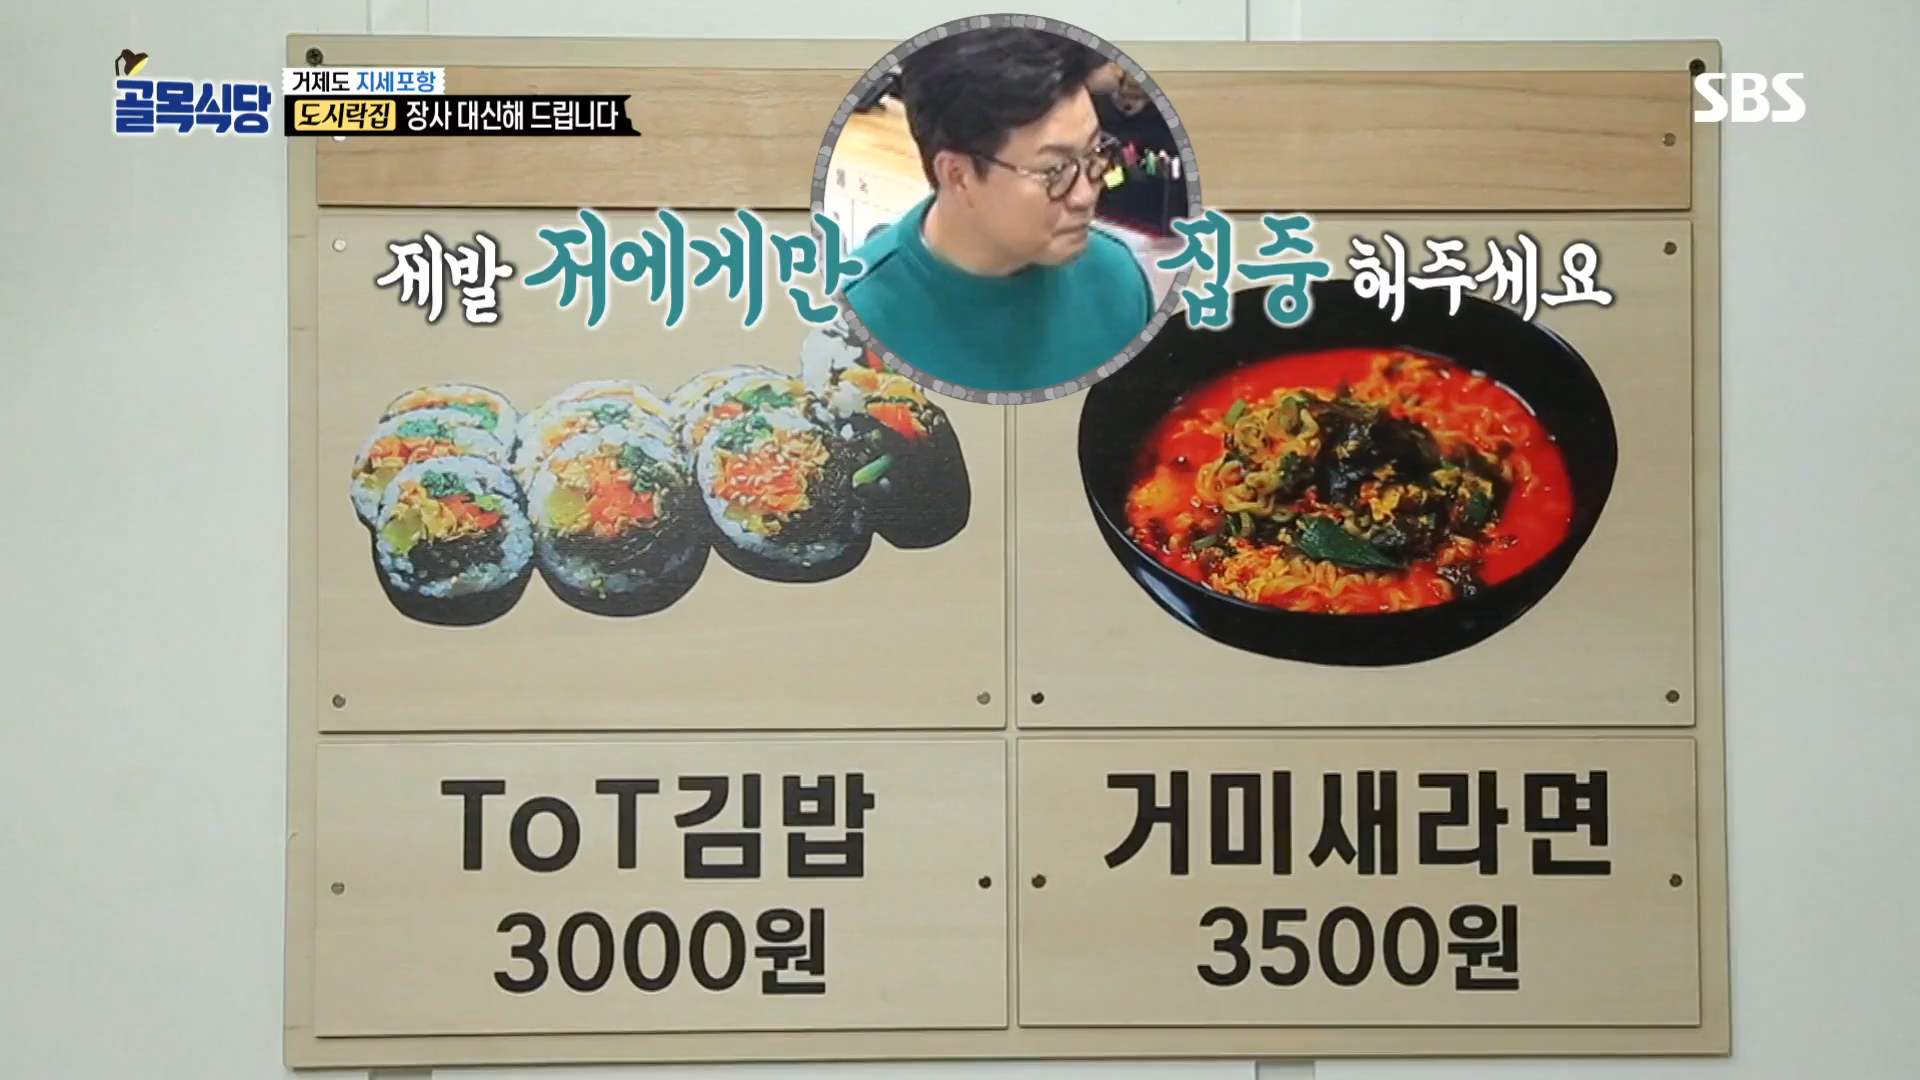 골목식당
거제도 지세포항
도시락집 장사 대신해 드립니다
SBS
제발 저에게만 집중 해주세요
ToT김밥
3000원
거미새라면
3500원